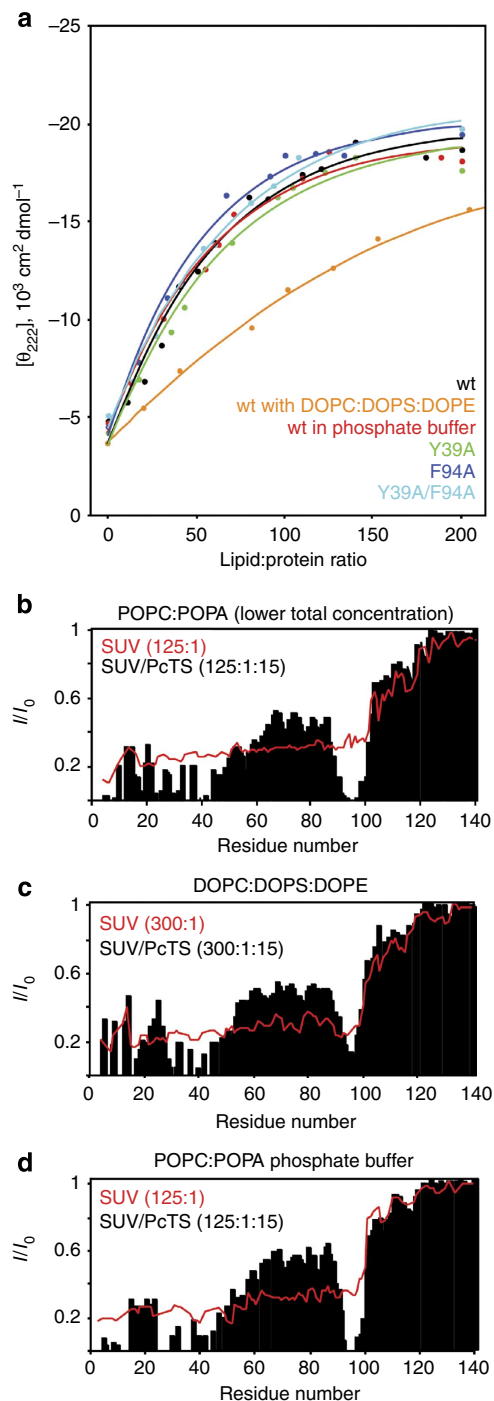 a
[θ222], 10³ cm² dmol⁻¹
–25
–20
–15
–10
–5
0
wt
wt with DOPC:DOPS:DOPE
wt in phosphate buffer
Y39A
F94A
Y39A/F94A
0 50 100 150 200
Lipid:protein ratio
b
POPC:POPA (lower total concentration)
SUV (125:1)
SUV/PcTS (125:1:15)
I/I0
1
0.6
0.2
0 20 40 60 80 100 120 140
Residue number
c
DOPC:DOPS:DOPE
SUV (300:1)
SUV/PcTS (300:1:15)
I/I0
1
0.6
0.2
0 20 40 60 80 100 120 140
Residue number
d
POPC:POPA phosphate buffer
SUV (125:1)
SUV/PcTS (125:1:15)
I/I0
1
0.6
0.2
0 20 40 60 80 100 120 140
Residue number